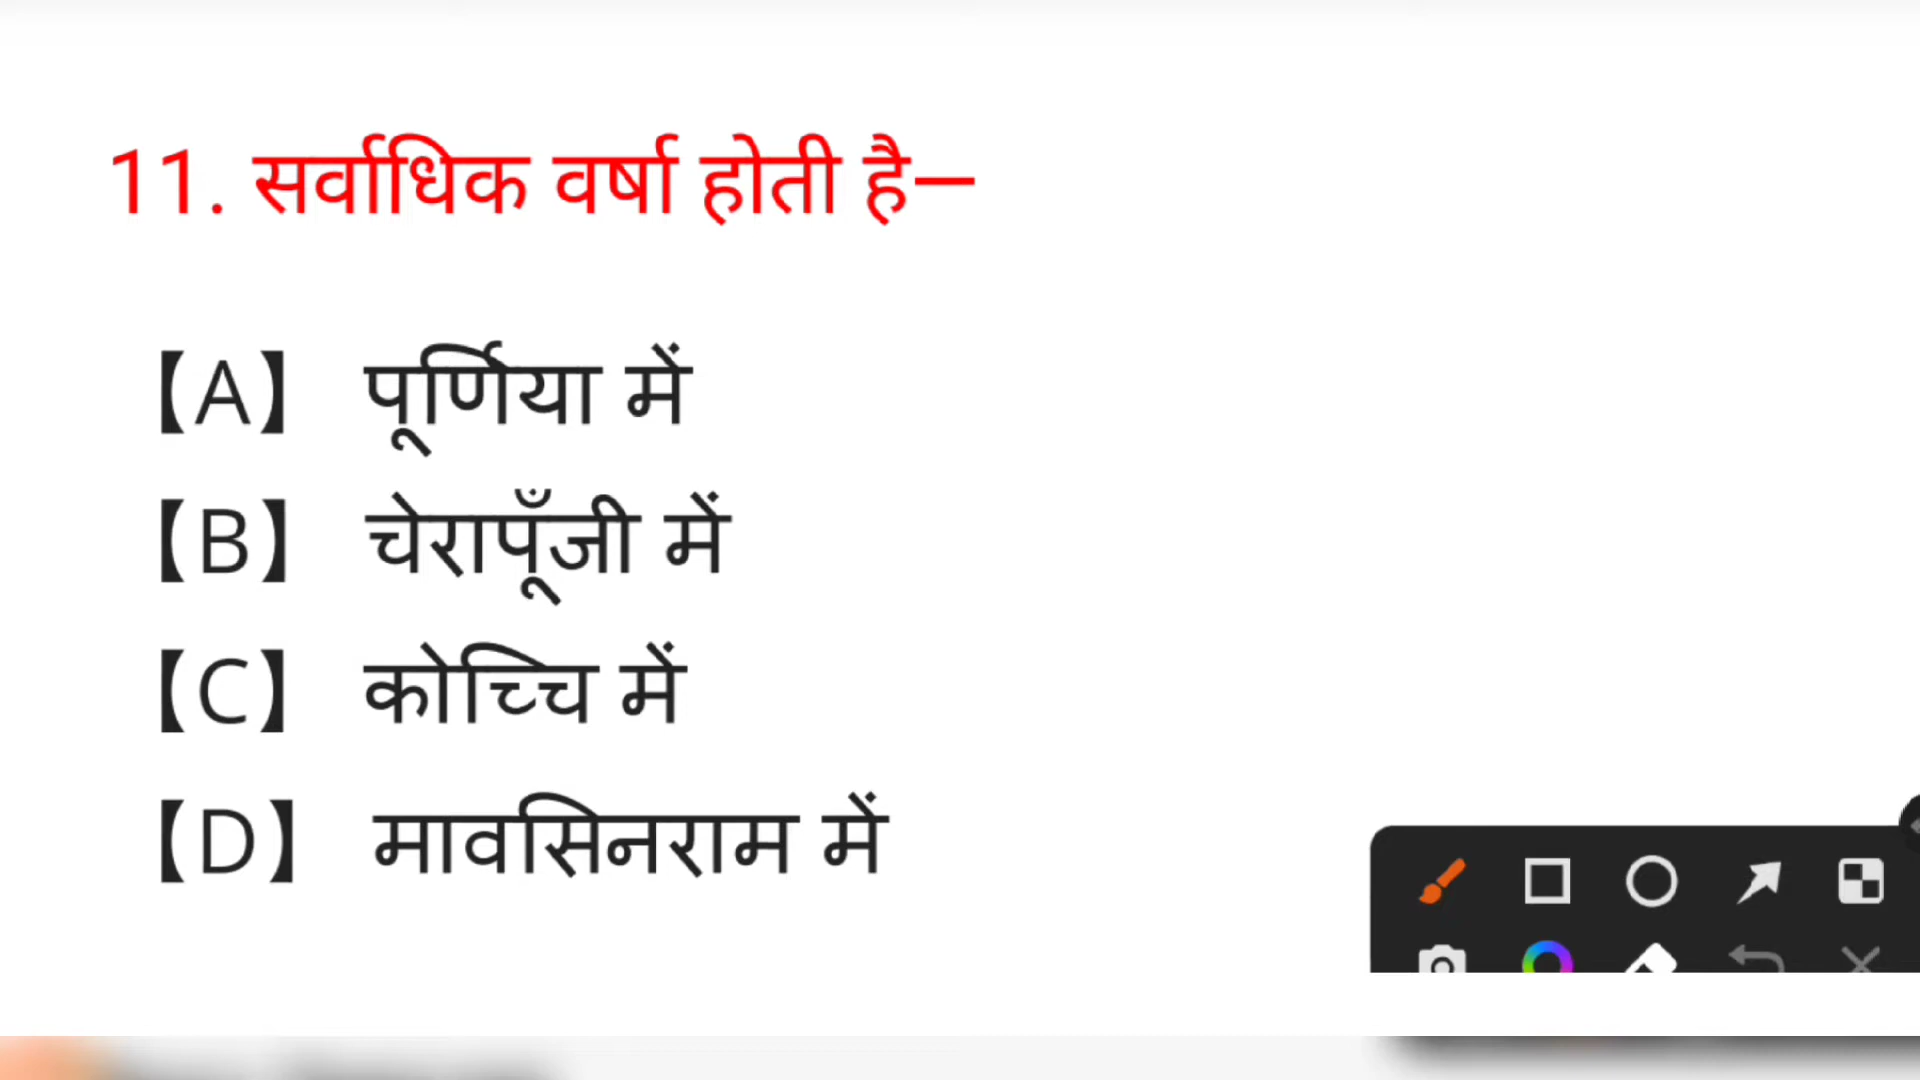 11. सर्वाधिक वर्षा होती है—
【A】 पूर्णिया में
【B】 चेरापूँजी में
【C】 कोच्चि में
【D】 मावसिनराम में